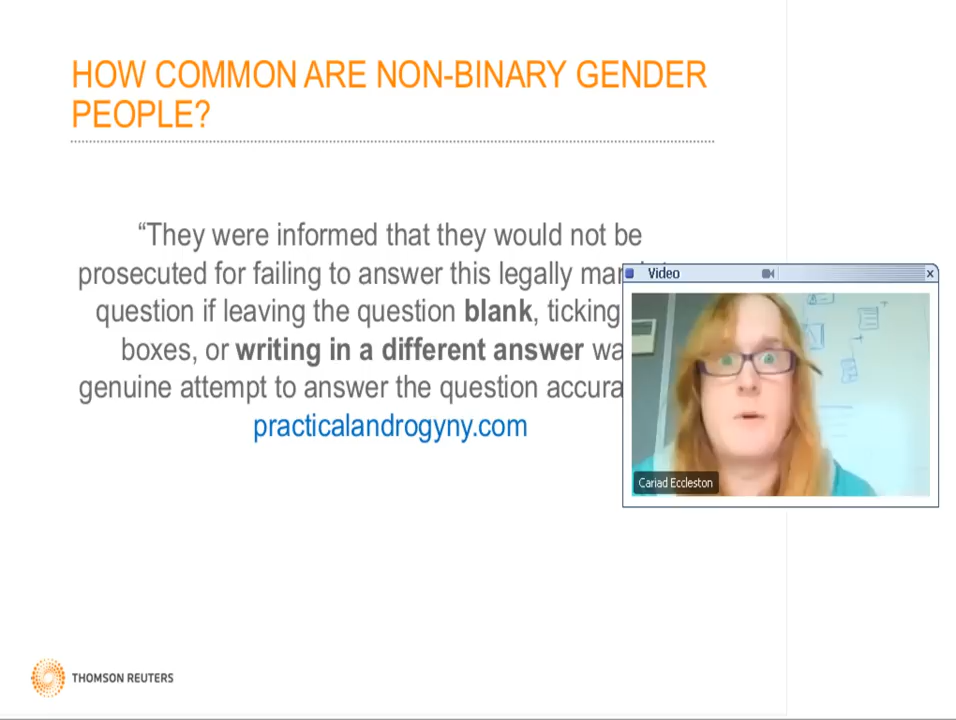 HOW COMMON ARE NON-BINARY GENDER
PEOPLE?
“They were informed that they would not be
prosecuted for failing to answer this legally
question if leaving the question blank, ticking
boxes, or writing in a different answer
genuine attempt to answer the question
practicalandrogyny.com
Video
Cariad Eccleston
THOMSON REUTERS